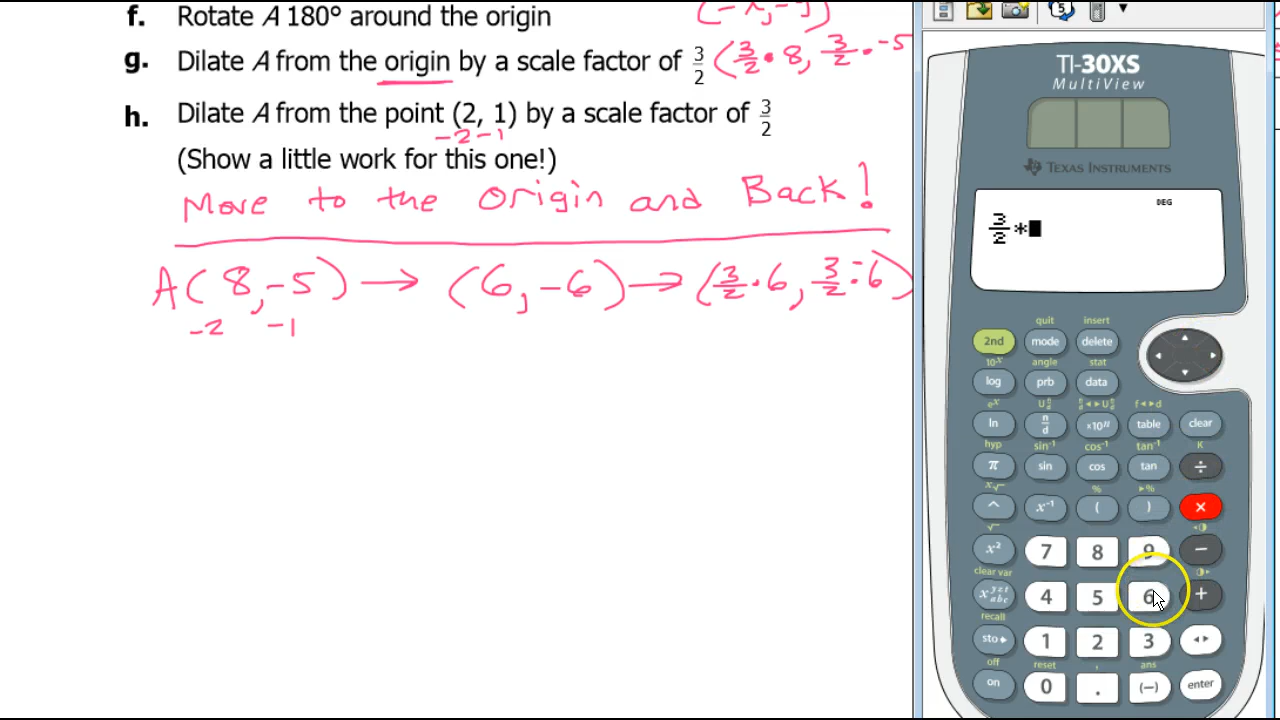 f. Rotate A 180° around the origin (-x,-y)
g. Dilate A from the origin by a scale factor of 3/2 (3/2 • 8, 3/2 • -5
h. Dilate A from the point (2, 1) by a scale factor of 3/2
-2 -1
(Show a little work for this one!)
Move to the Origin and Back!
A(8,-5) → (6,-6) → (3/2 • 6, 3/2 • -6)
-2 -1
TI-30XS
MultiView
TEXAS INSTRUMENTS
DEG
3/2 *
quit insert
2nd mode delete
10ˣ angle stat
log prb data
eˣ U n/d n/d ◄► U n/d f◄►d
ln n/d ×10ⁿ table clear
hyp sin⁻¹ cos⁻¹ tan⁻¹ K
π sin cos tan ÷
ˣ√ % ►%
^ x⁻¹ ( ) ×
√
x² 7 8 9 −
clear var
x yzt abc 4 5 6 +
recall
sto► 1 2 3 ◄►
off reset , ans
on 0 . (−) enter